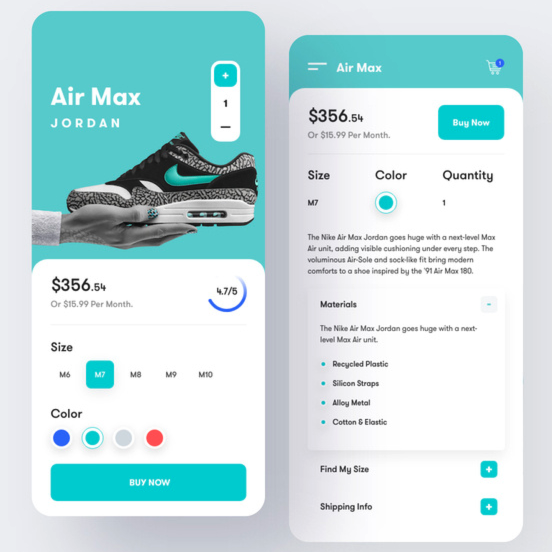 Air Max
JORDAN
+
1
—
$356.54
Or $15.99 Per Month.
4.7/5
Size
M6 M7 M8 M9 M10
Color
BUY NOW
Air Max
1
$356.54
Or $15.99 Per Month.
Buy Now
Size Color Quantity
M7 1
The Nike Air Max Jordan goes huge with a next-level Max
Air unit, adding visible cushioning under every step. The
voluminous Air-Sole and sock-like fit bring modern
comforts to a shoe inspired by the '91 Air Max 180.
Materials -
The Nike Air Max Jordan goes huge with a next-
level Max Air unit.
Recycled Plastic
Silicon Straps
Alloy Metal
Cotton & Elastic
Find My Size +
Shipping Info +